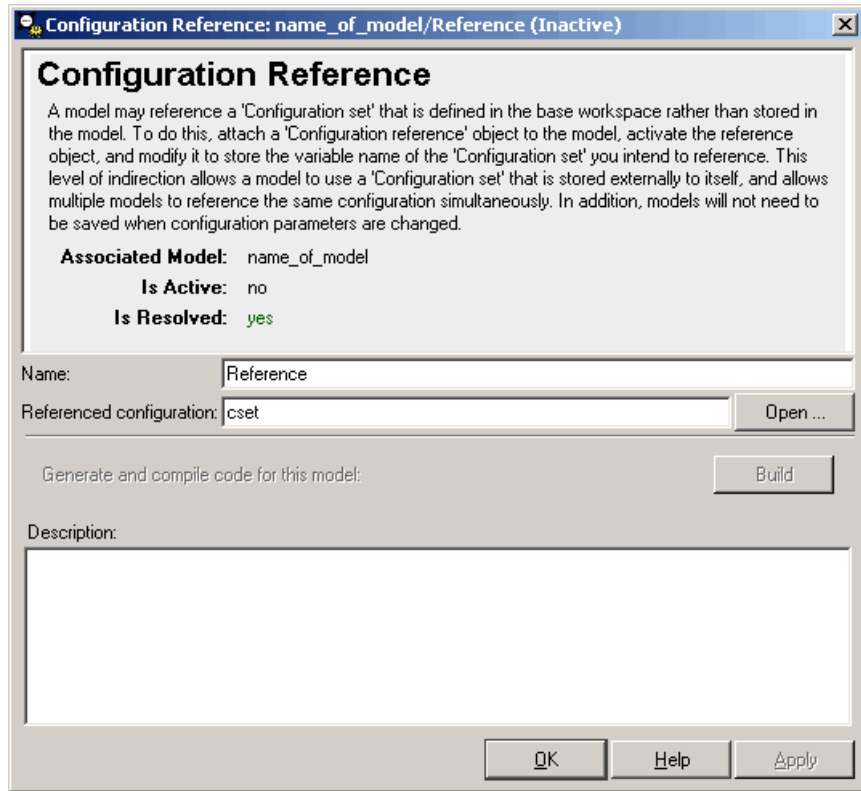 Configuration Reference: name_of_model/Reference (Inactive)
Configuration Reference
A model may reference a 'Configuration set' that is defined in the base workspace rather than stored in
the model. To do this, attach a 'Configuration reference' object to the model, activate the reference
object, and modify it to store the variable name of the 'Configuration set' you intend to reference. This
level of indirection allows a model to use a 'Configuration set' that is stored externally to itself, and allows
multiple models to reference the same configuration simultaneously. In addition, models will not need to
be saved when configuration parameters are changed.
Associated Model: name_of_model
Is Active: no
Is Resolved: yes
Name: Reference
Referenced configuration: cset Open ...
Generate and compile code for this model: Build
Description:
OK Help Apply